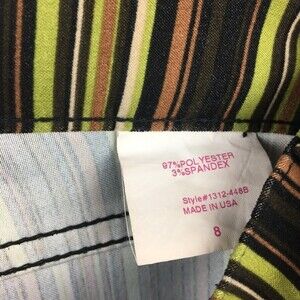 97%POLYESTER
3%SPANDEX
Style#1312-448B
MADE IN USA
8